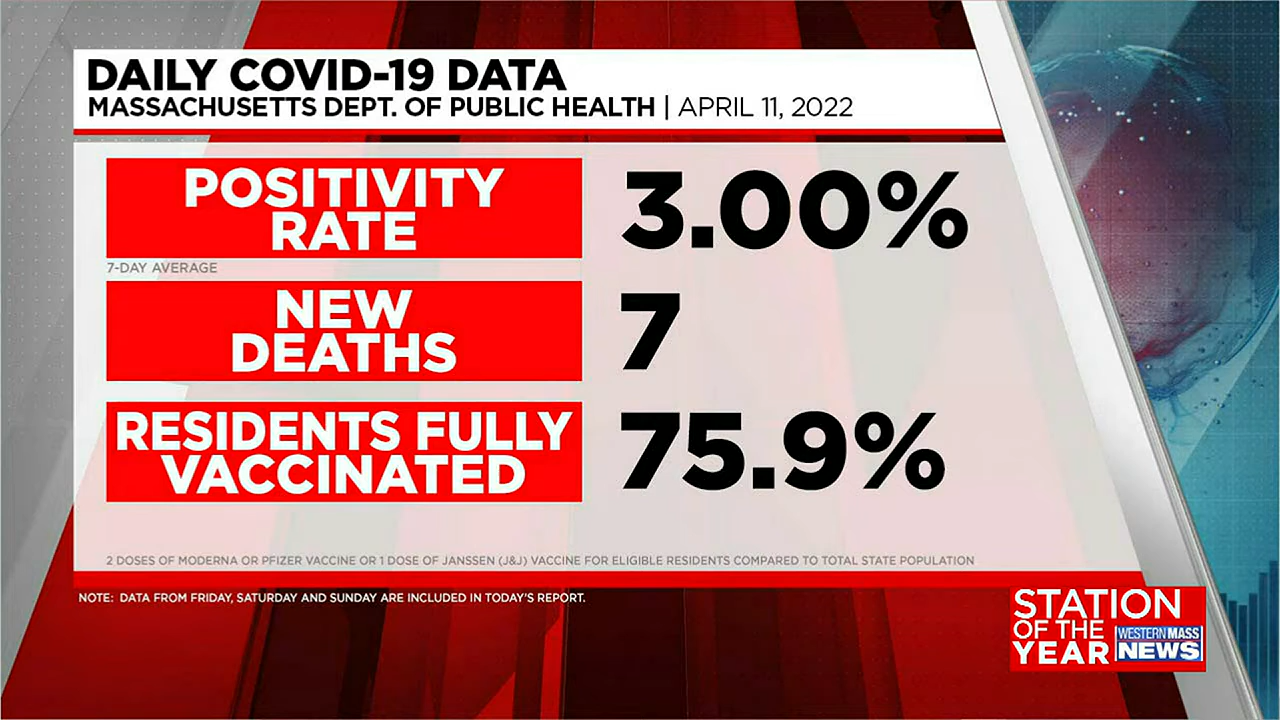 DAILY COVID-19 DATA
MASSACHUSETTS DEPT. OF PUBLIC HEALTH | APRIL 11, 2022
POSITIVITY
RATE
3.00%
7-DAY AVERAGE
NEW
DEATHS
7
RESIDENTS FULLY
VACCINATED
75.9%
2 DOSES OF MODERNA OR PFIZER VACCINE OR 1 DOSE OF JANSSEN (J&J) VACCINE FOR ELIGIBLE RESIDENTS COMPARED TO TOTAL STATE POPULATION
NOTE: DATA FROM FRIDAY, SATURDAY AND SUNDAY ARE INCLUDED IN TODAY'S REPORT.
STATION
OF THE
YEAR
WESTERN MASS
NEWS